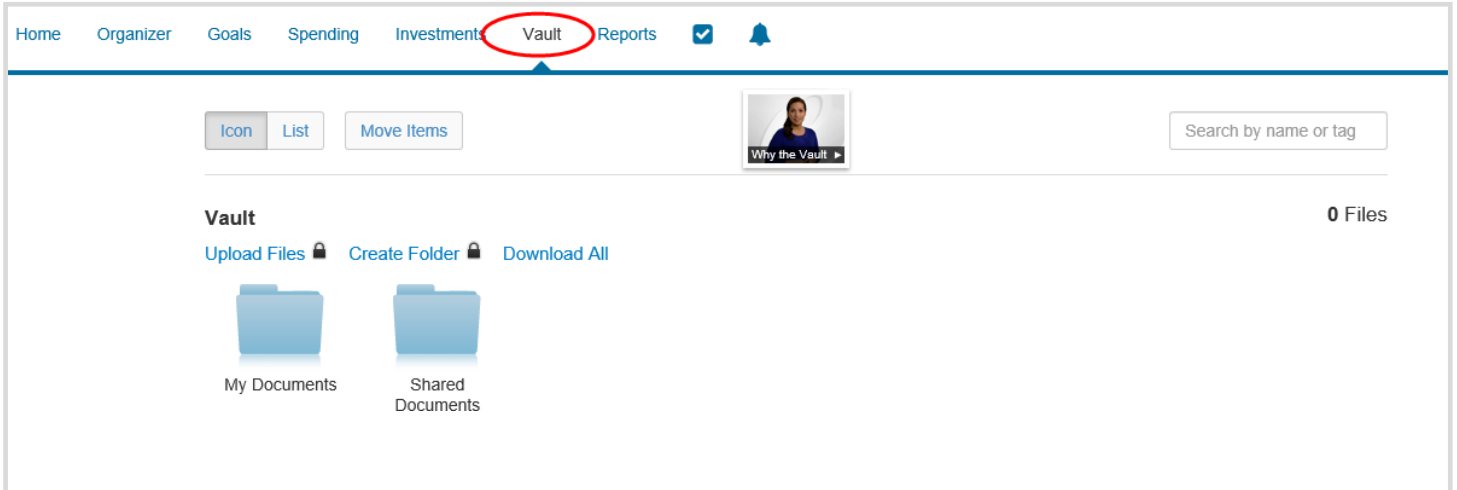 Home Organizer Goals Spending Investments Vault Reports
Icon List Move Items
Why the Vault
Search by name or tag
Vault
0 Files
Upload Files Create Folder Download All
My Documents
Shared
Documents